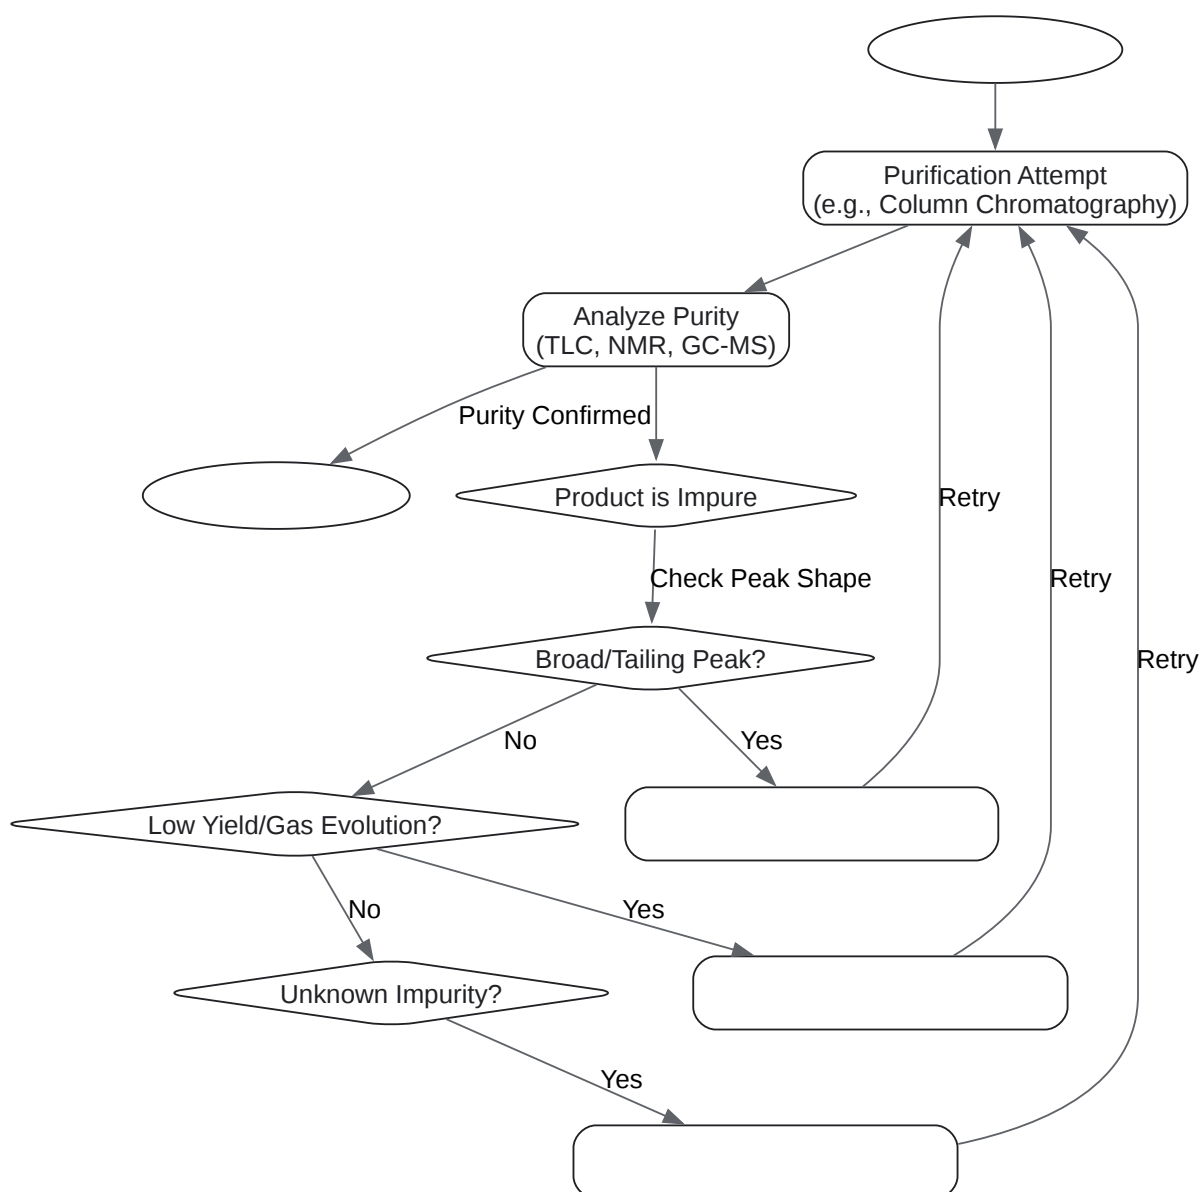 Purification Attempt
(e.g., Column Chromatography)
Analyze Purity
(TLC, NMR, GC-MS)
Purity Confirmed
Product is Impure
Retry
Check Peak Shape
Retry
Broad/Tailing Peak?
Retry
No
Yes
Low Yield/Gas Evolution?
No
Yes
Unknown Impurity?
Yes